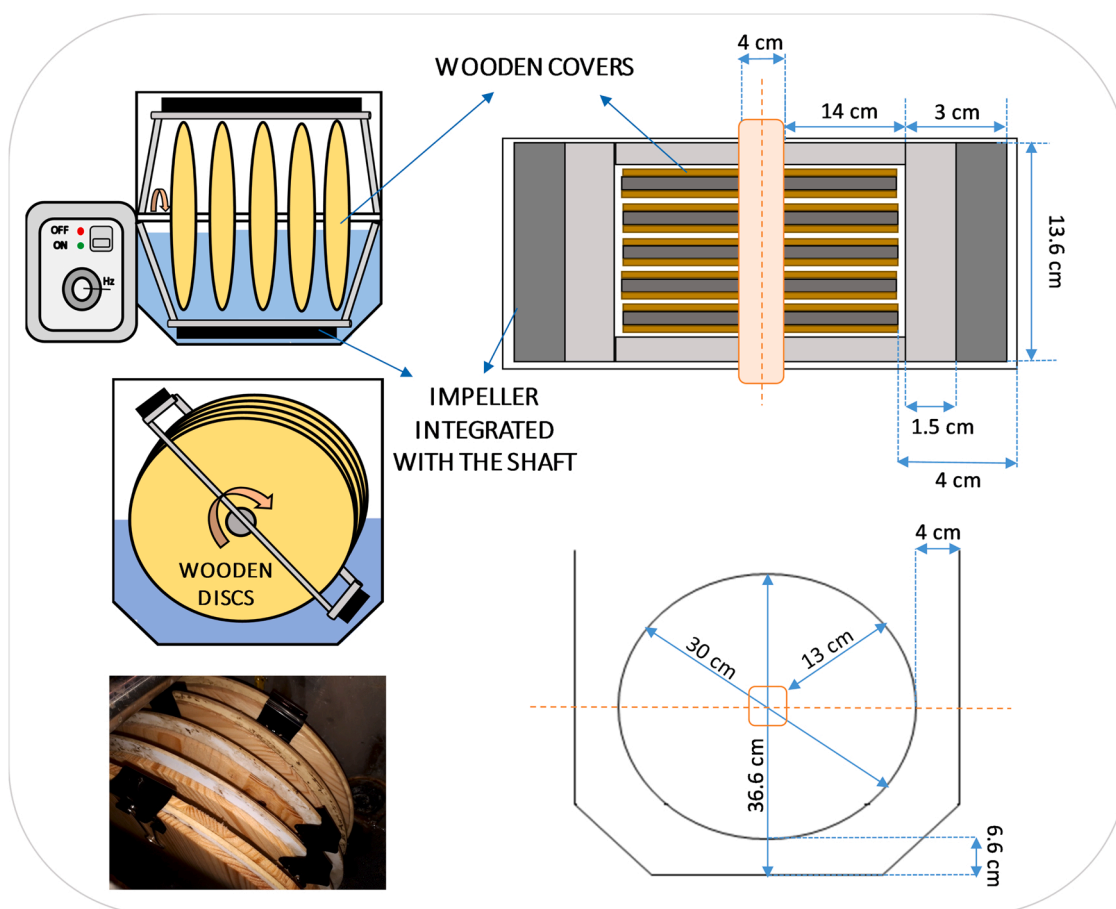 WOODEN COVERS
4 cm
14 cm
3 cm
13.6 cm
OFF
ON
Hz
IMPELLER
INTEGRATED
WITH THE SHAFT
1.5 cm
4 cm
WOODEN
DISCS
4 cm
30 cm
13 cm
36.6 cm
6.6 cm